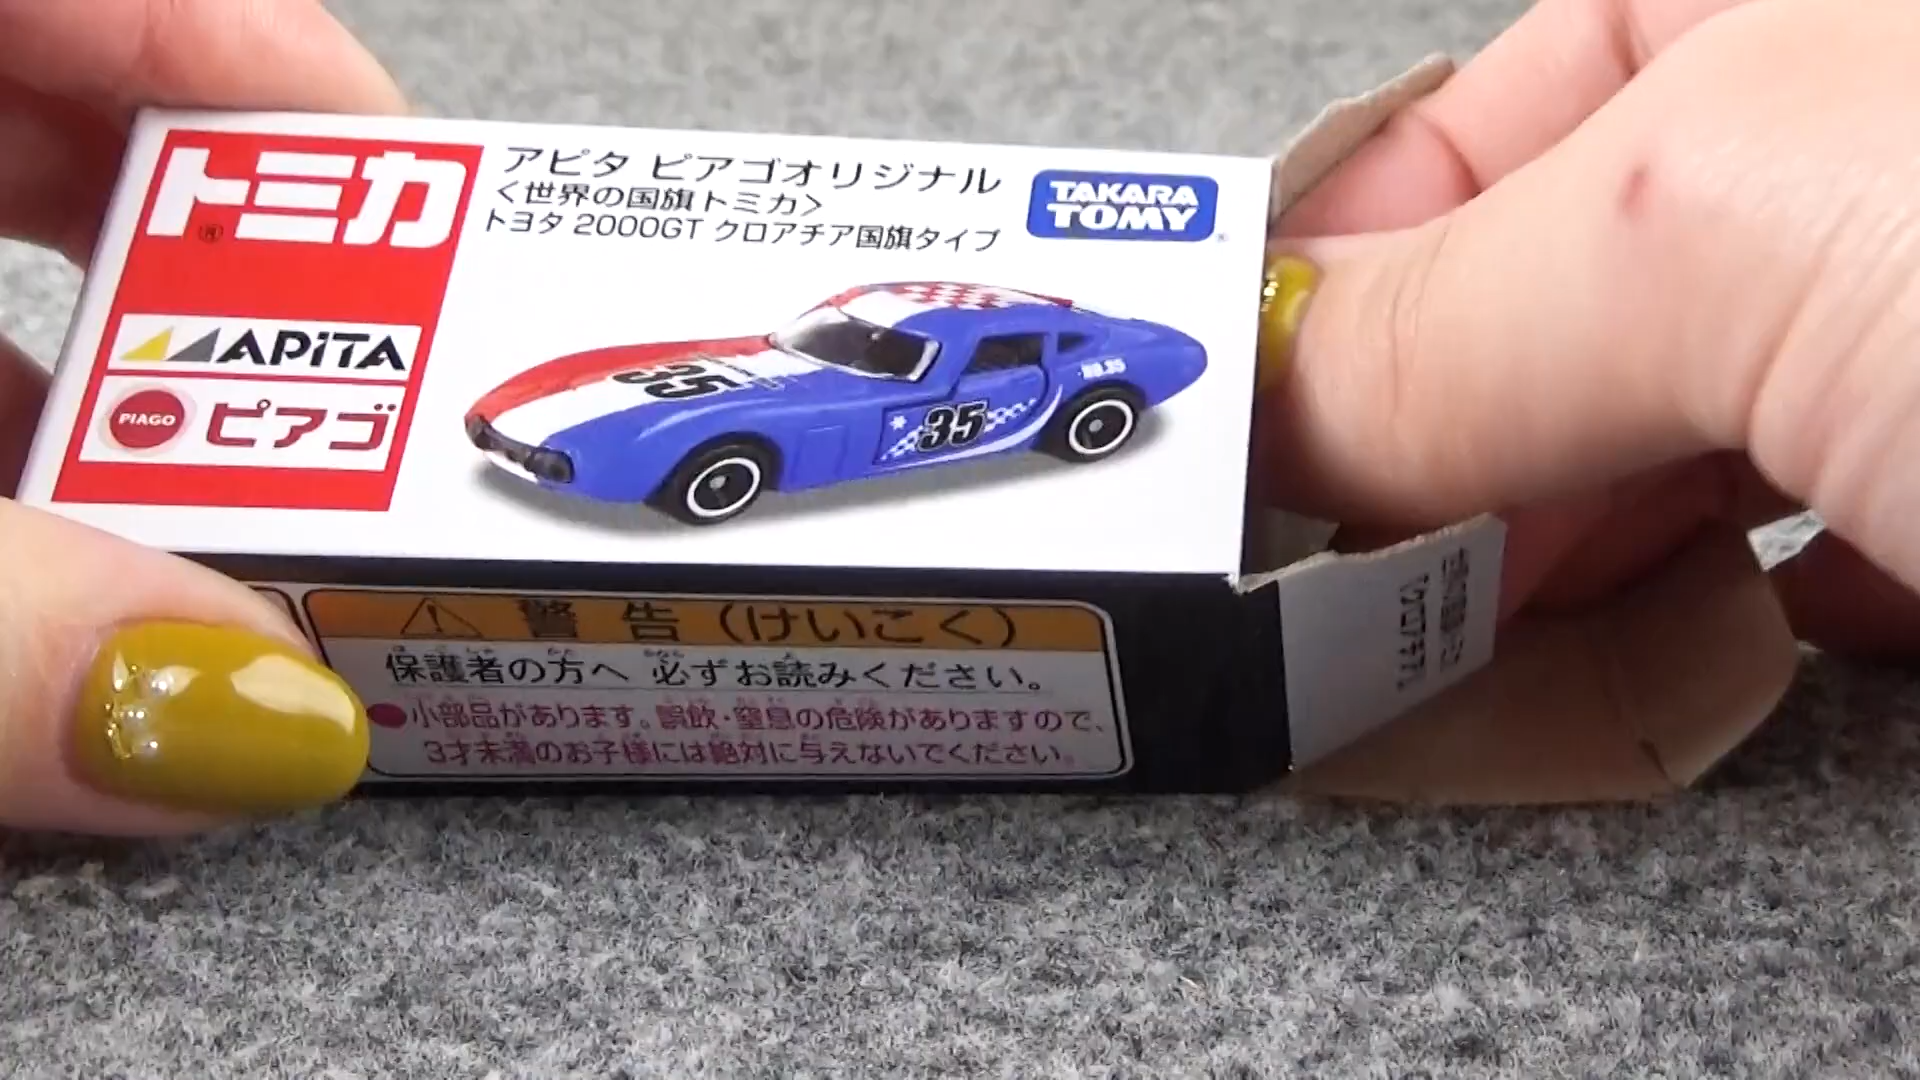 トミカ
アピタ ピアゴオリジナル
<世界の国旗トミカ>
トヨタ 2000GT クロアチア国旗タイプ
TAKARA
TOMY
APiTA
PIAGO ピアゴ
35
35
NO.35
警告(けいこく)
保護者の方へ 必ずお読みください。
●小部品があります。誤飲・窒息の危険がありますので、
3才未満のお子様には絶対に与えないでください。